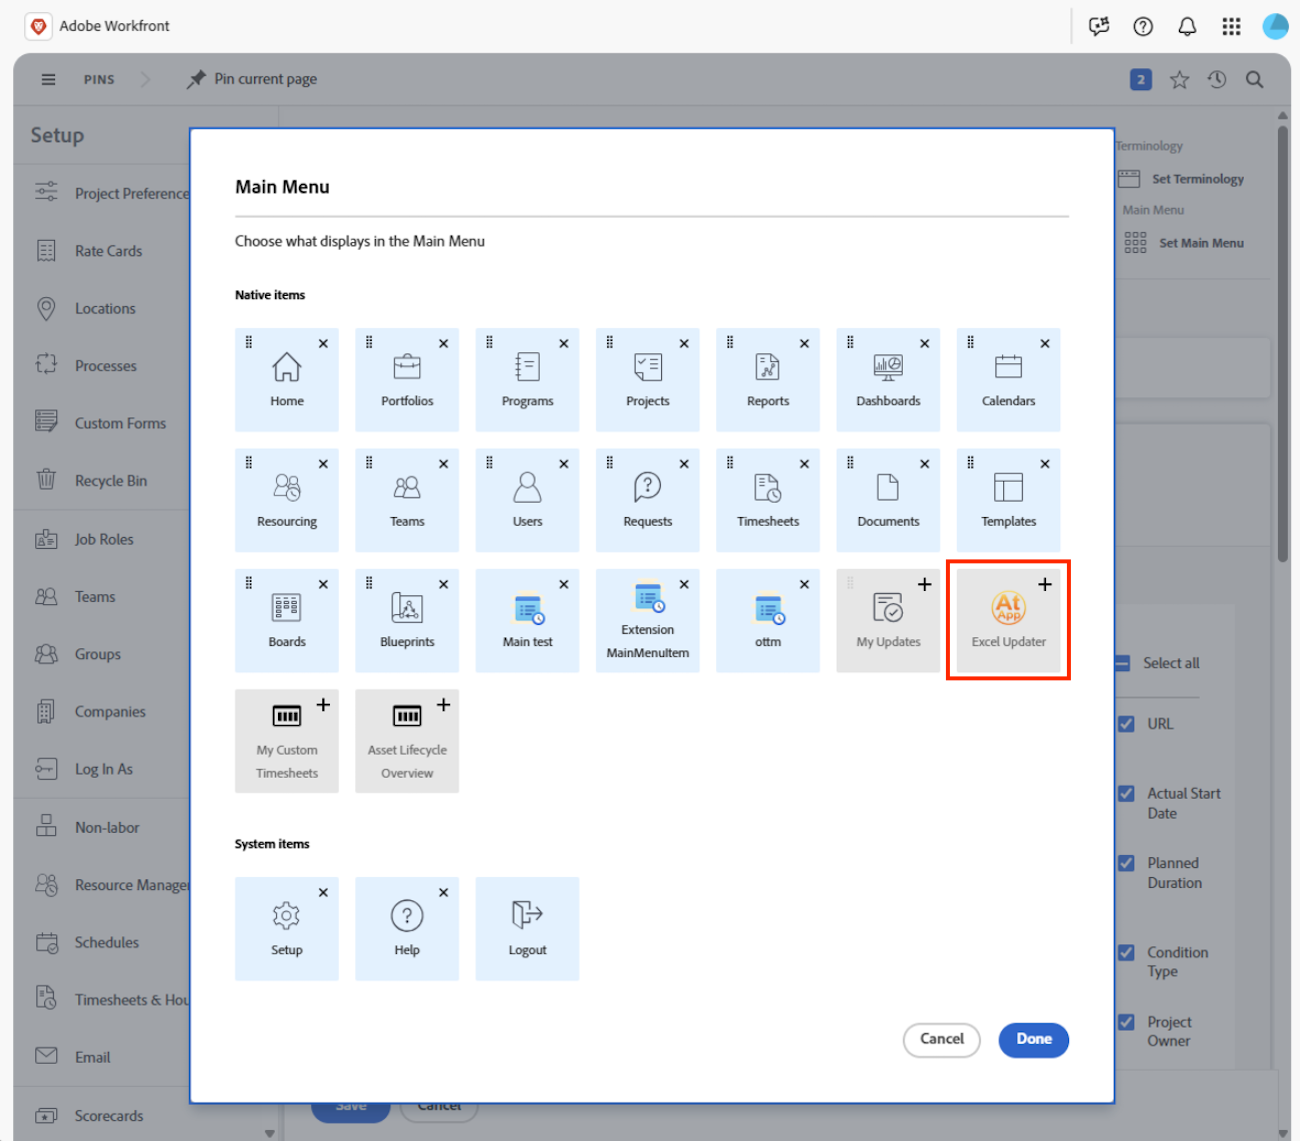 Adobe Workfront
PINS
Pin current page
2
Setup
Project Preference
Rate Cards
Locations
Processes
Custom Forms
Recycle Bin
Job Roles
Teams
Groups
Companies
Log In As
Non-labor
Resource Manager
Schedules
Timesheets & Hou
Email
Scorecards
Main Menu
Choose what displays in the Main Menu
Native items
Home
Portfolios
Programs
Projects
Reports
Dashboards
Calendars
Resourcing
Teams
Users
Requests
Timesheets
Documents
Templates
Boards
Blueprints
Main test
Extension
MainMenuItem
ottm
My Updates
At
App
Excel Updater
My Custom
Timesheets
Asset Lifecycle
Overview
System items
Setup
Help
Logout
Cancel
Done
Terminology
Set Terminology
Main Menu
Set Main Menu
Select all
URL
Actual Start
Date
Planned
Duration
Condition
Type
Project
Owner
Save
Cancel